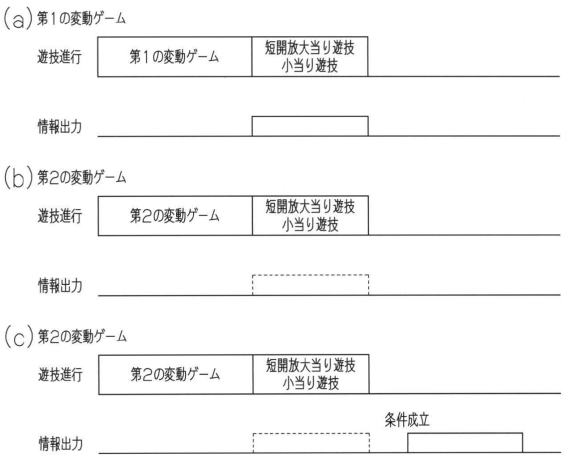 (a)第1の変動ゲーム
遊技進行 第1の変動ゲーム 短開放大当り遊技
小当り遊技
情報出力
(b)第2の変動ゲーム
遊技進行 第2の変動ゲーム 短開放大当り遊技
小当り遊技
情報出力
(c)第2の変動ゲーム
遊技進行 第2の変動ゲーム 短開放大当り遊技
小当り遊技
条件成立
情報出力